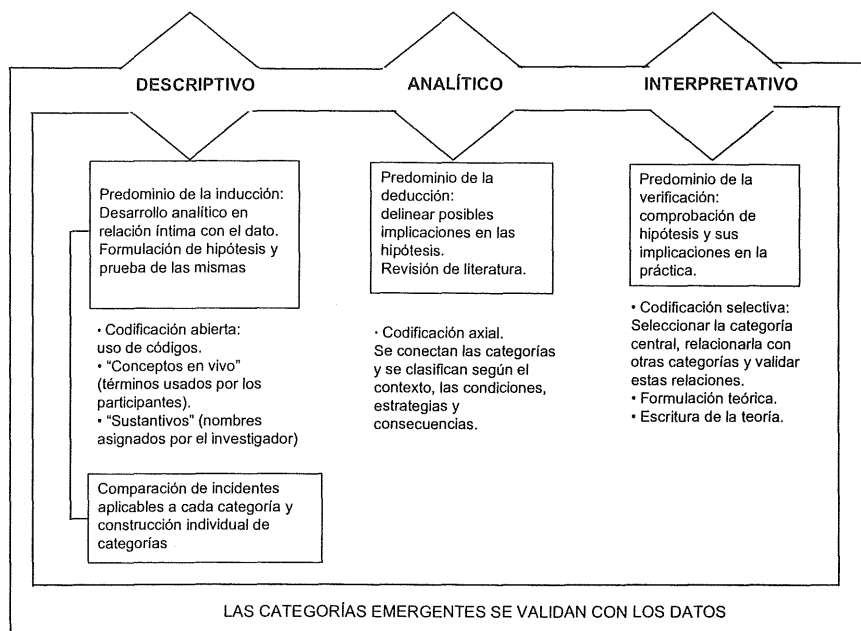 DESCRIPTIVO
ANALÍTICO
INTERPRETATIVO
Predominio de la inducción:
Desarrollo analítico en
relación íntima con el dato.
Formulación de hipótesis y
prueba de las mismas
• Codificación abierta:
uso de códigos.
• “Conceptos en vivo”
(términos usados por los
participantes).
• “Sustantivos” (nombres
asignados por el investigador)
Comparación de incidentes
aplicables a cada categoría y
construcción individual de
categorías
Predominio de la
deducción:
delinear posibles
implicaciones en las
hipótesis.
Revisión de literatura.
· Codificación axial.
Se conectan las categorías
y se clasifican según el
contexto, las condiciones,
estrategias y
consecuencias.
Predominio de la
verificación:
comprobación de
hipótesis y sus
implicaciones en la
práctica.
• Codificación selectiva:
Seleccionar la categoría
central, relacionarla con
otras categorías y validar
estas relaciones.
• Formulación teórica.
• Escritura de la teoría.
LAS CATEGORÍAS EMERGENTES SE VALIDAN CON LOS DATOS